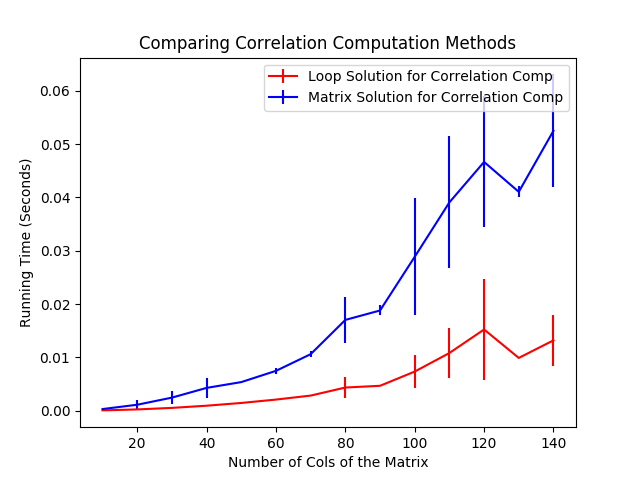 Comparing Correlation Computation Methods
Loop Solution for Correlation Comp
Matrix Solution for Correlation Comp
Running Time (Seconds)
0.06
0.05
0.04
0.03
0.02
0.01
0.00
20 40 60 80 100 120 140
Number of Cols of the Matrix